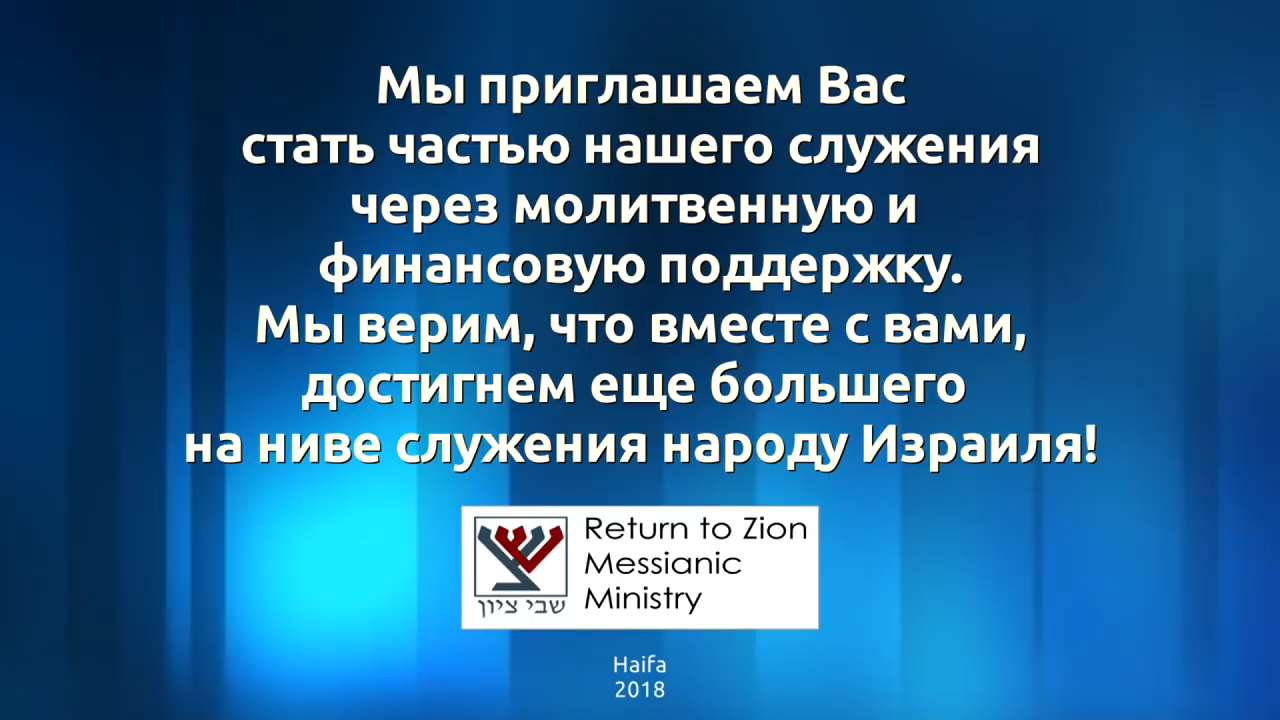 Мы приглашаем Вас
стать частью нашего служения
через молитвенную и
финансовую поддержку.
Мы верим, что вместе с вами,
достигнем еще большего
на ниве служения народу Израиля!
Return to Zion
Messianic
Ministry
שבי ציון
Haifa
2018